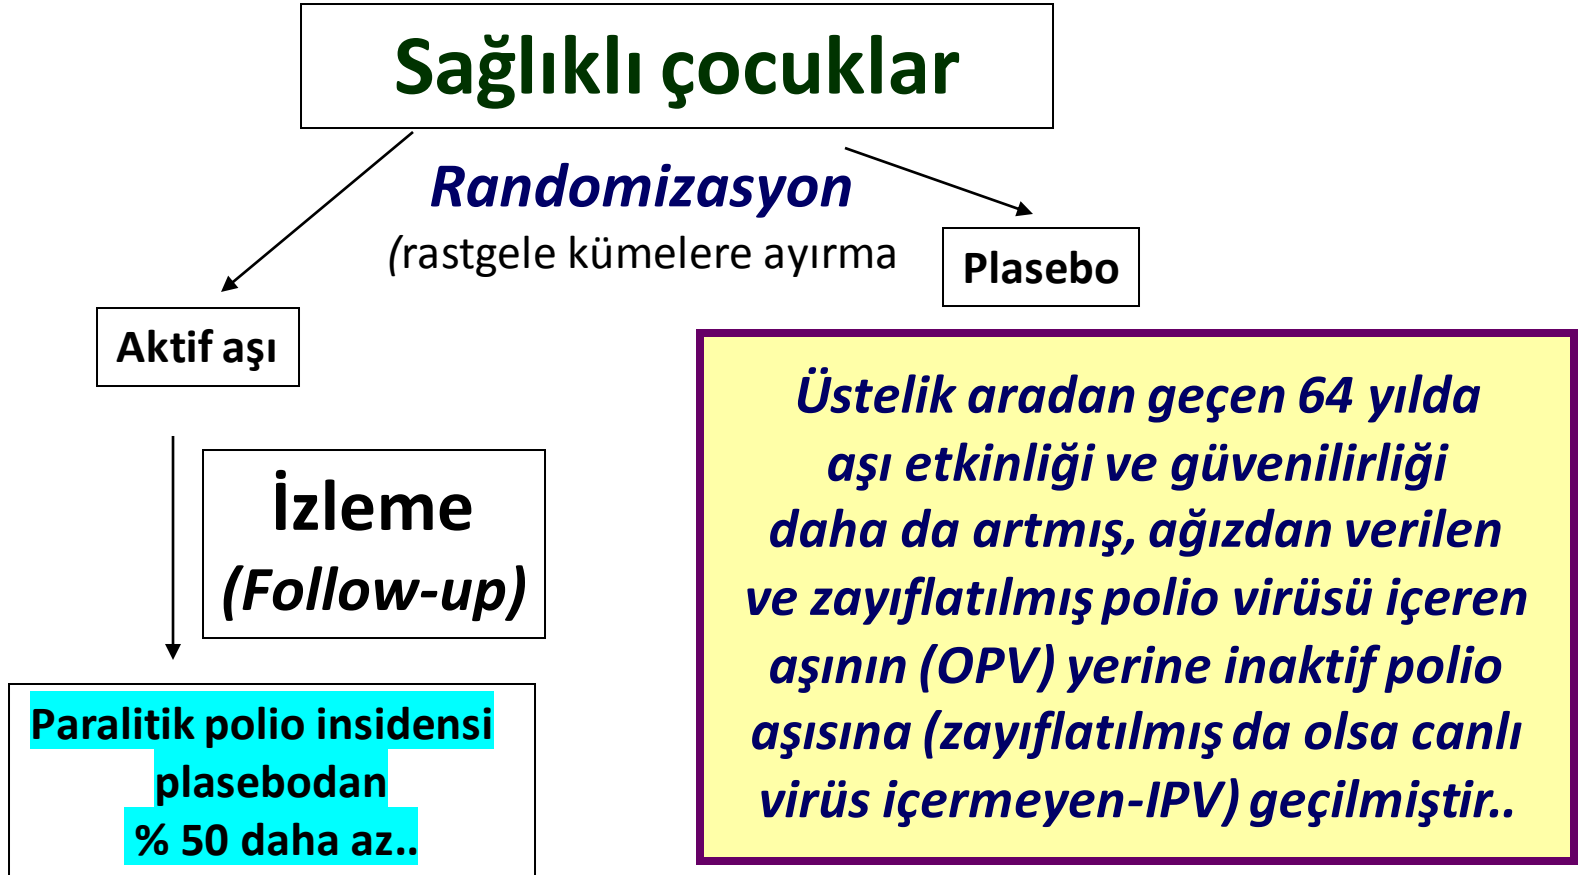 Sağlıklı çocuklar
Randomizasyon
(rastgele kümelere ayırma
Plasebo
Aktif aşı
İzleme
(Follow-up)
Paralitik polio insidensi
plasebodan
% 50 daha az..
Üstelik aradan geçen 64 yılda
aşı etkinliği ve güvenilirliği
daha da artmış, ağızdan verilen
ve zayıflatılmış polio virüsü içeren
aşının (OPV) yerine inaktif polio
aşısına (zayıflatılmış da olsa canlı
virüs içermeyen-IPV) geçilmiştir..